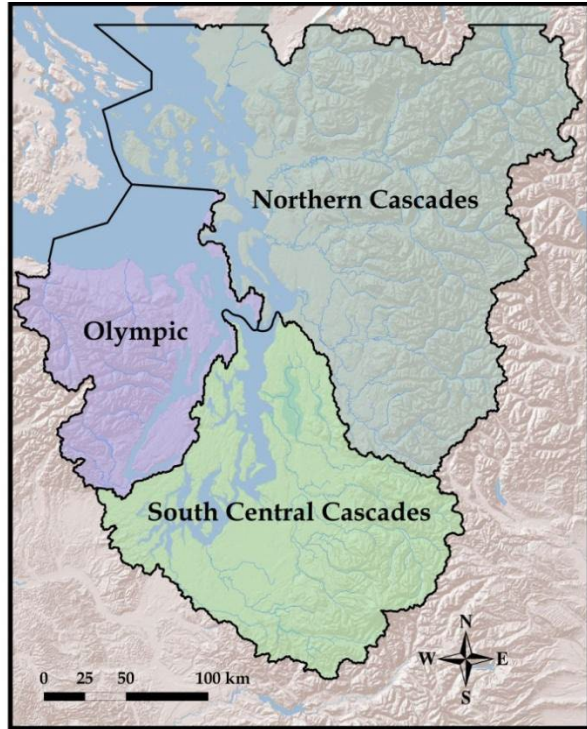 Northern Cascades
Olympic
South Central Cascades
N
W E
S
0 25 50 100 km